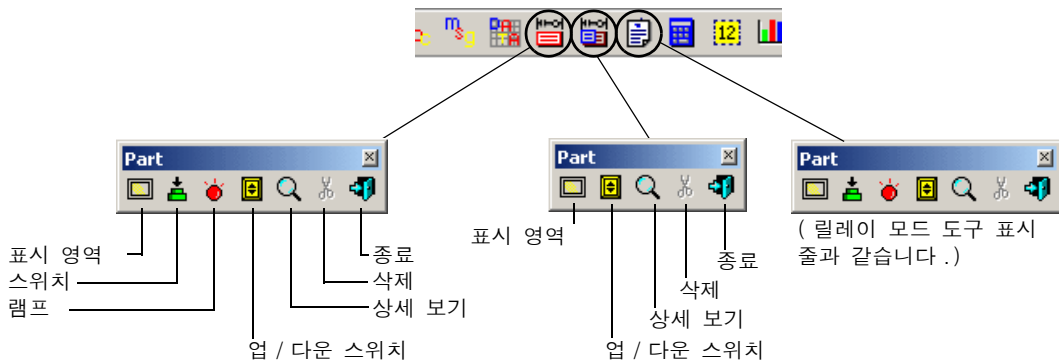 msg
DATA
12
Part
Part
Part
표시 영역
스위치
램프
업 / 다운 스위치
상세 보기
삭제
종료
표시 영역
업 / 다운 스위치
상세 보기
삭제
종료
( 릴레이 모드 도구 표시
줄과 같습니다 . )